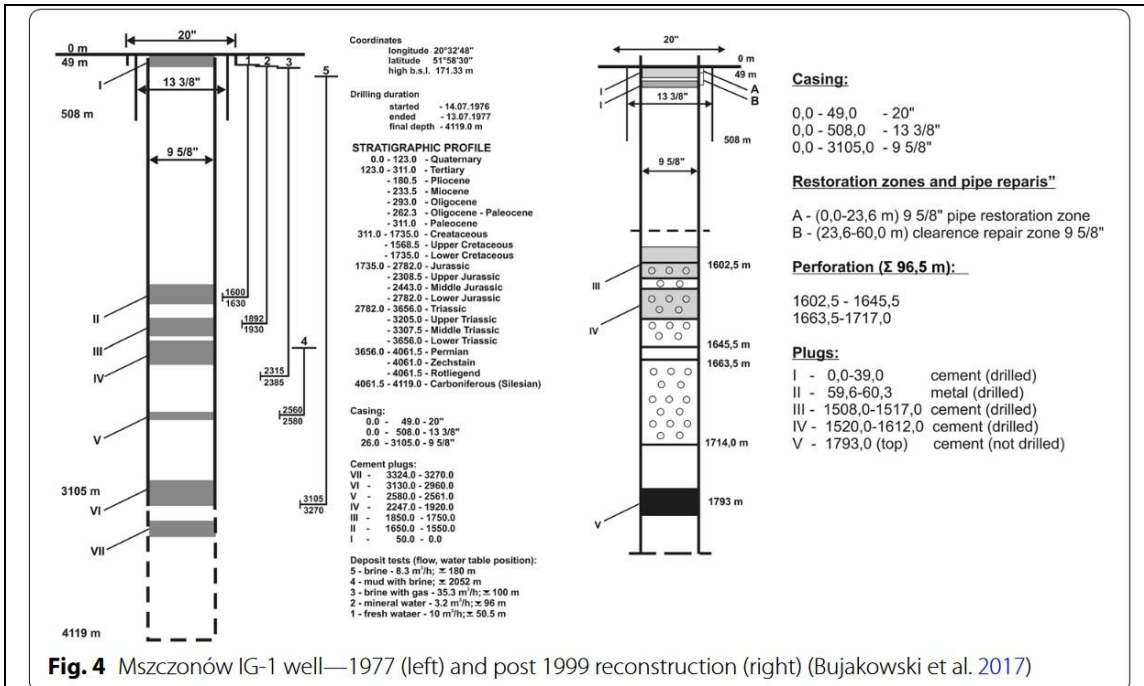 20"
0 m
49 m
I
1
2
3
5
13 3/8"
508 m
9 5/8"
II
III
IV
V
3105 m
VI
VII
4119 m
1600
1630
1892
1930
4
2315
2385
2560
2580
3105
3270
Coordinates
longitude 20°32'48"
latitude 51°58'30"
high b.s.l. 171.33 m
Drilling duration
started - 14.07.1976
ended - 13.07.1977
final depth - 4119.0 m
STRATIGRAPHIC PROFILE
0.0 - 123.0 - Quaternary
123.0 - 311.0 - Tertiary
- 180.5 - Pliocene
- 233.5 - Miocene
- 293.0 - Oligocene
- 262.3 - Oligocene - Paleocene
- 311.0 - Paleocene
311.0 - 1735.0 - Creataceous
- 1568.5 - Upper Cretaceous
- 1735.0 - Lower Cretaceous
1735.0 - 2782.0 - Jurassic
- 2308.5 - Upper Jurassic
- 2443.0 - Middle Jurassic
- 2782.0 - Lower Jurassic
2782.0 - 3656.0 - Triassic
- 3205.0 - Upper Triassic
- 3307.5 - Middle Triassic
- 3656.0 - Lower Triassic
3656.0 - 4061.5 - Permian
- 4061.0 - Zechstain
- 4061.5 - Rotliegend
4061.5 - 4119.0 - Carboniferous (Silesian)
Casing:
0.0 - 49.0 - 20"
0.0 - 508.0 - 13 3/8"
26.0 - 3105.0 - 9 5/8"
Cement plugs:
VII - 3324.0 - 3270.0
VI - 3130.0 - 2960.0
V - 2580.0 - 2561.0
IV - 2247.0 - 1920.0
III - 1850.0 - 1750.0
II - 1650.0 - 1550.0
I - 50.0 - 0.0
Deposit tests (flow, water table position):
5 - brine - 8.3 m³/h; 180 m
4 - mud with brine; 2052 m
3 - brine with gas - 35.3 m³/h; 100 m
2 - mineral water - 3.2 m³/h; 96 m
1 - fresh wataer - 10 m³/h; 50.5 m
20"
0 m
49 m
I
A
I
B
13 3/8"
508 m
9 5/8"
1602,5 m
III
IV
1645,5 m
1663,5 m
1714,0 m
1793 m
V
Casing:
0,0 - 49,0 - 20"
0,0 - 508,0 - 13 3/8"
0,0 - 3105,0 - 9 5/8"
Restoration zones and pipe reparis”
A - (0,0-23,6 m) 9 5/8" pipe restoration zone
B - (23,6-60,0 m) clearence repair zone 9 5/8"
Perforation (Σ 96,5 m):
1602,5 - 1645,5
1663,5-1717,0
Plugs:
I - 0,0-39,0 cement (drilled)
II - 59,6-60,3 metal (drilled)
III - 1508,0-1517,0 cement (drilled)
IV - 1520,0-1612,0 cement (drilled)
V - 1793,0 (top) cement (not drilled)
Fig. 4 Mszczonów IG-1 well—1977 (left) and post 1999 reconstruction (right) (Bujakowski et al. 2017)